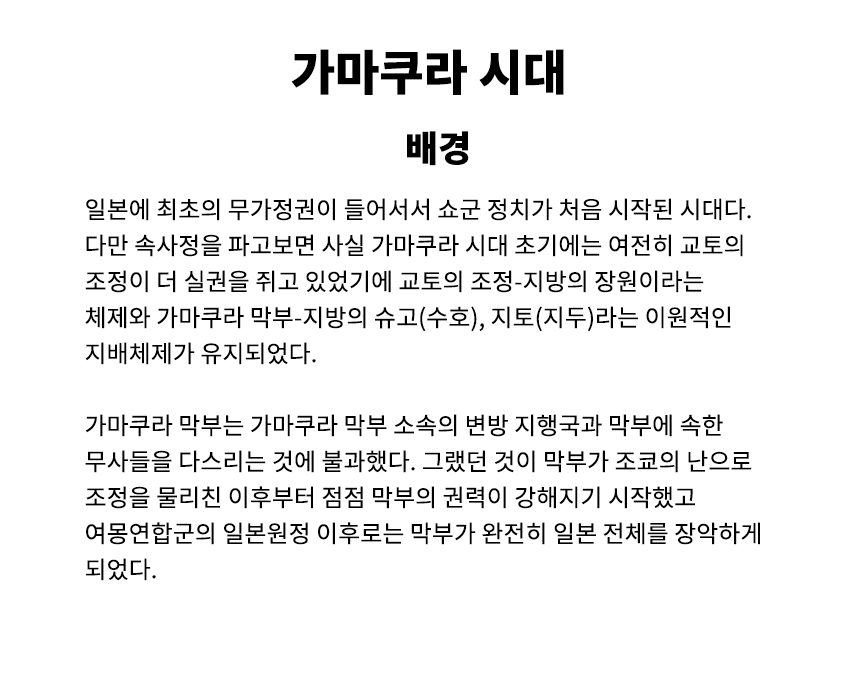 가마쿠라 시대
배경
일본에 최초의 무가정권이 들어서서 쇼군 정치가 처음 시작된 시대다.
다만 속사정을 파고보면 사실 가마쿠라 시대 초기에는 여전히 교토의
조정이 더 실권을 쥐고 있었기에 교토의 조정-지방의 장원이라는
체제와 가마쿠라 막부-지방의 슈고(수호), 지토(지두)라는 이원적인
지배체제가 유지되었다.
가마쿠라 막부는 가마쿠라 막부 소속의 변방 지행국과 막부에 속한
무사들을 다스리는 것에 불과했다. 그랬던 것이 막부가 조쿄의 난으로
조정을 물리친 이후부터 점점 막부의 권력이 강해지기 시작했고
여몽연합군의 일본원정 이후로는 막부가 완전히 일본 전체를 장악하게
되었다.